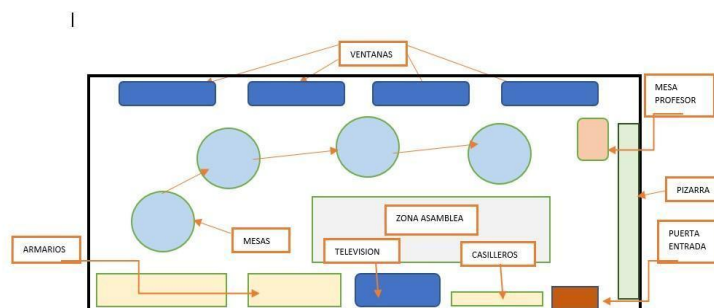 VENTANAS
MESA
PROFESOR
PIZARRA
ZONA ASAMBLEA
PUERTA
ENTRADA
MESAS
ARMARIOS
TELEVISION
CASILLEROS